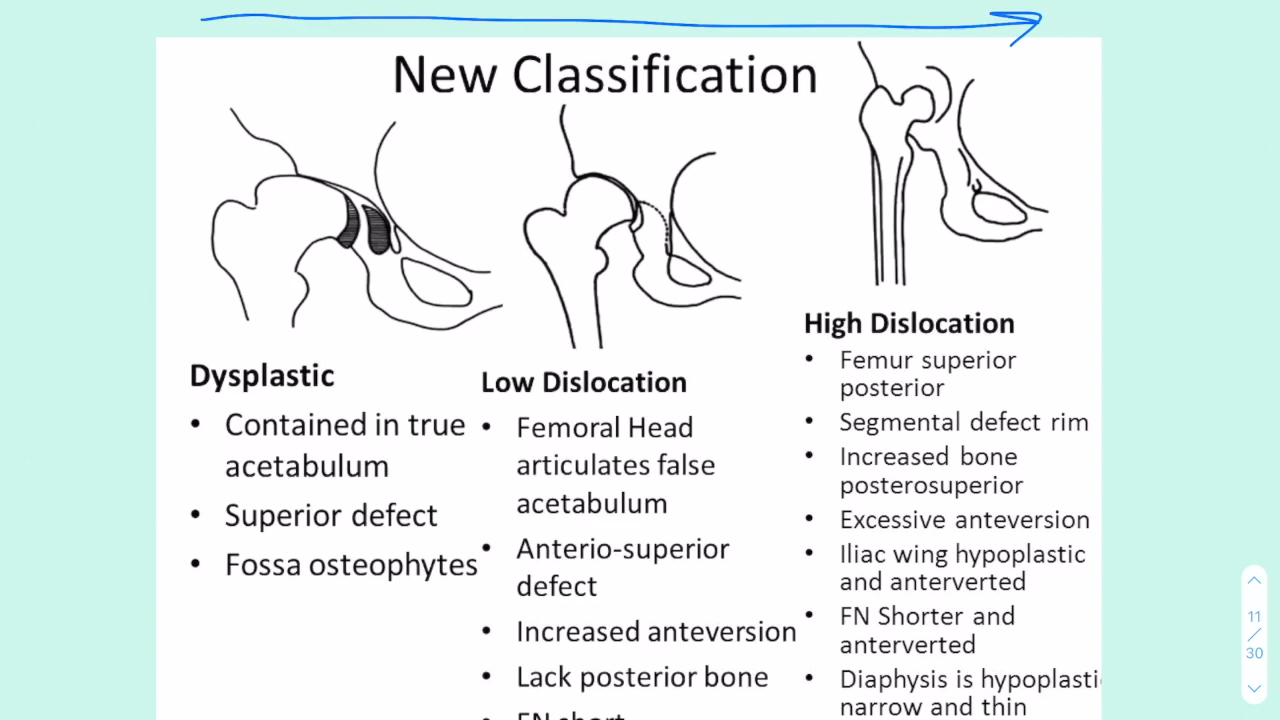 New Classification
Dysplastic
• Contained in true
acetabulum
• Superior defect
• Fossa osteophytes
Low Dislocation
• Femoral Head
articulates false
acetabulum
• Anterio-superior
defect
• Increased anteversion
• Lack posterior bone
• FN short
High Dislocation
• Femur superior
posterior
• Segmental defect rim
• Increased bone
posterosuperior
• Excessive anteversion
• Iliac wing hypoplastic
and anterverted
• FN Shorter and
anterverted
• Diaphysis is hypoplasti
narrow and thin
11
/
30